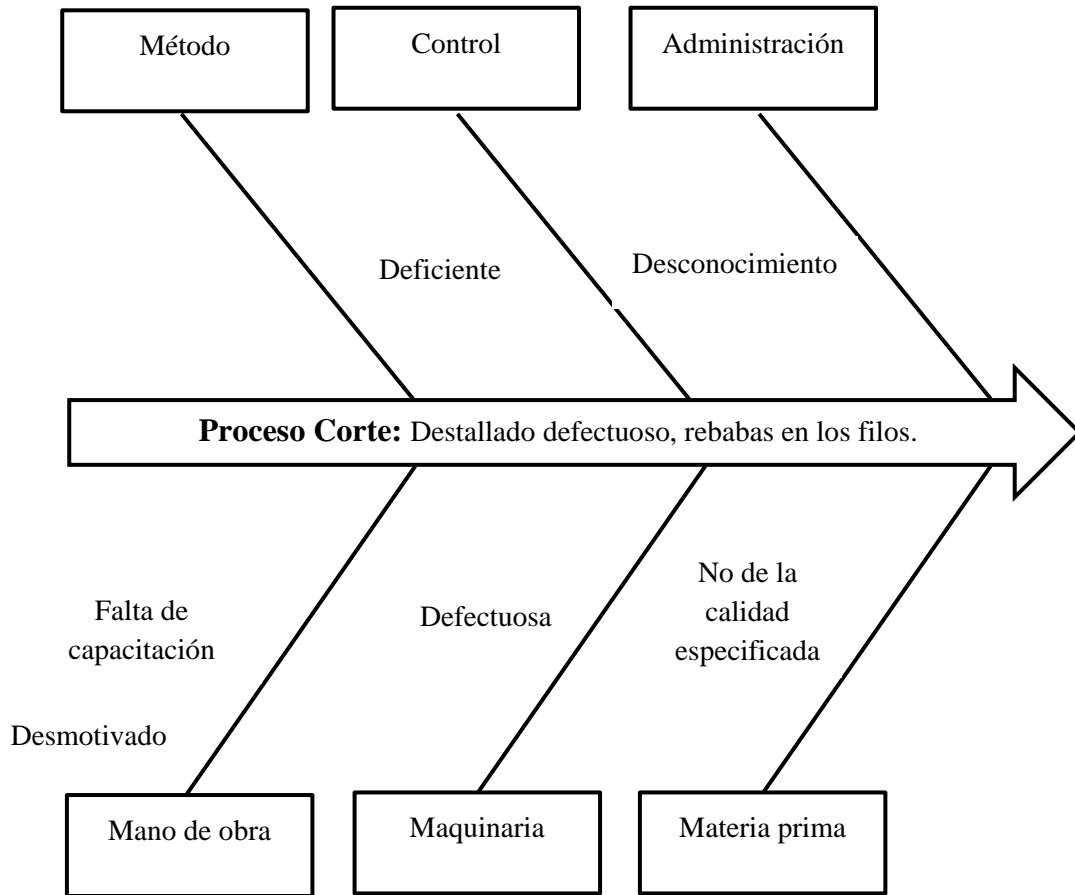 Método
Control
Administración
Deficiente
Desconocimiento
Proceso Corte: Destallado defectuoso, rebabas en los filos.
Falta de
capacitación
Desmotivado
Defectuosa
No de la
calidad
especificada
Mano de obra
Maquinaria
Materia prima